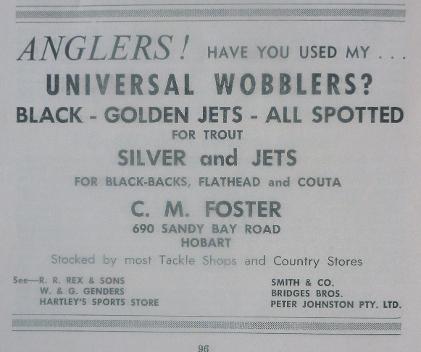 ANGLERS! HAVE YOU USED MY . . .
UNIVERSAL WOBBLERS?
BLACK - GOLDEN JETS - ALL SPOTTED
FOR TROUT
SILVER and JETS
FOR BLACK-BACKS, FLATHEAD and COUTA
C. M. FOSTER
690 SANDY BAY ROAD
HOBART
Stocked by most Tackle Shops and Country Stores
See—R. R. REX & SONS
W. & G. GENDERS
HARTLEY'S SPORTS STORE
SMITH & CO.
BRIDGES BROS.
PETER JOHNSTON PTY. LTD.
96